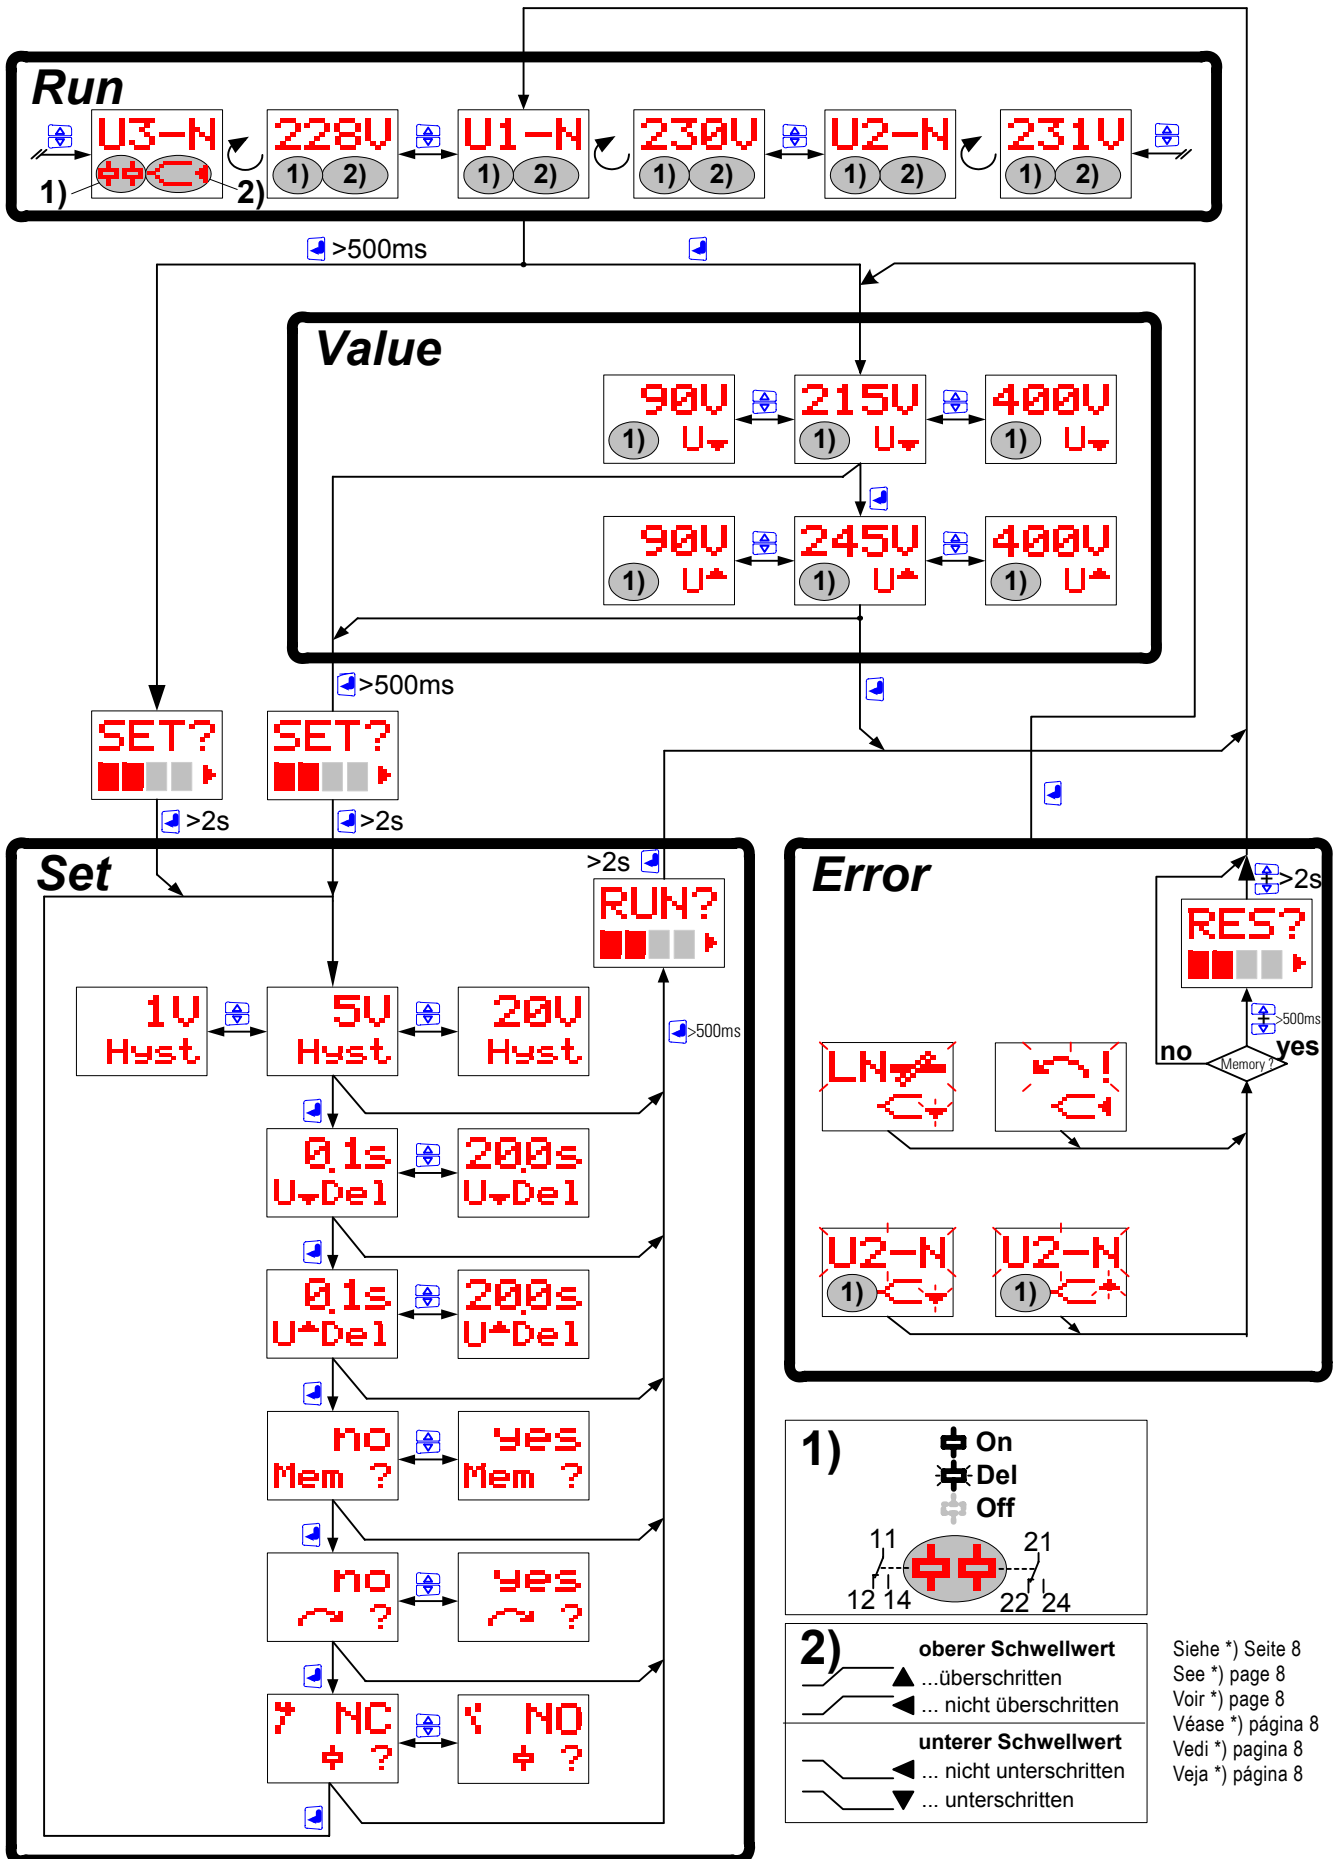 Run
U3-N 228V U1-N 230V U2-N 231V
1) 2) 1) 2) 1) 2) 1) 2) 1) 2) 1) 2)
>500ms
Value
90V 215V 400V
1) U 1) U 1) U
90V 245V 400V
1) U 1) U 1) U
>500ms
SET? SET?
>2s >2s
Set
>2s
RUN?
1V 5V 20V
Hyst Hyst Hyst
>500ms
0.1s 20.0s
U Del U Del
0.1s 20.0s
U Del U Del
no yes
Mem ? Mem ?
no yes
? ?
NC NO
? ?
Error
>2s
RES?
>500ms
no Memory ? yes
LN !
U2-N U2-N
1) 1)
1)
On
Del
Off
11 21
12 14 22 24
2)
oberer Schwellwert
...überschritten
... nicht überschritten
unterer Schwellwert
... nicht unterschritten
... unterschritten
Siehe *) Seite 8
See *) page 8
Voir *) page 8
Véase *) página 8
Vedi *) pagina 8
Veja *) página 8